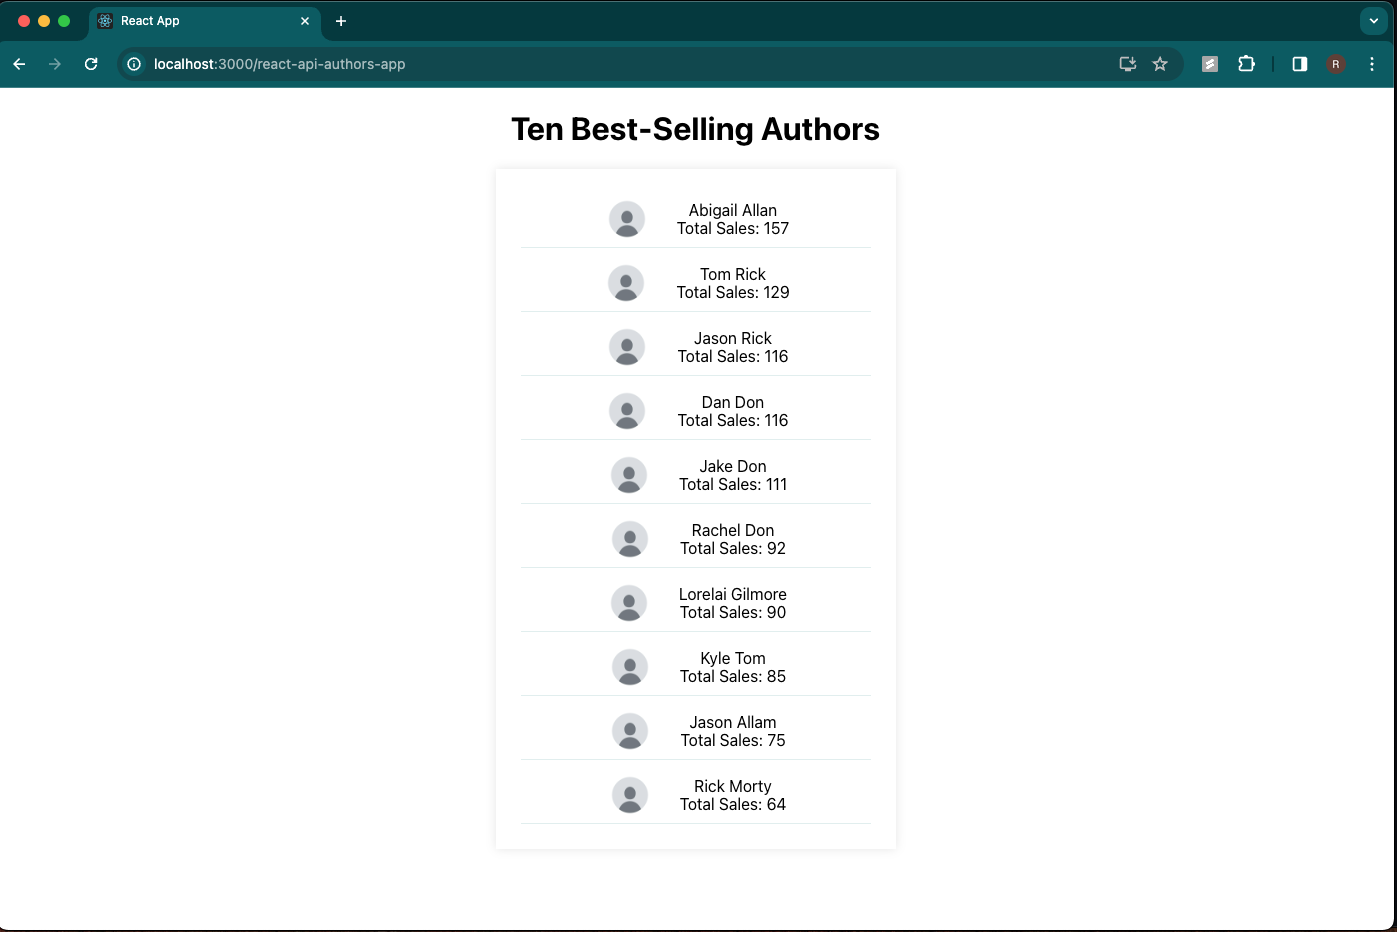 React App
localhost:3000/react-api-authors-app
R
Ten Best-Selling Authors
Abigail Allan
Total Sales: 157
Tom Rick
Total Sales: 129
Jason Rick
Total Sales: 116
Dan Don
Total Sales: 116
Jake Don
Total Sales: 111
Rachel Don
Total Sales: 92
Lorelai Gilmore
Total Sales: 90
Kyle Tom
Total Sales: 85
Jason Allam
Total Sales: 75
Rick Morty
Total Sales: 64